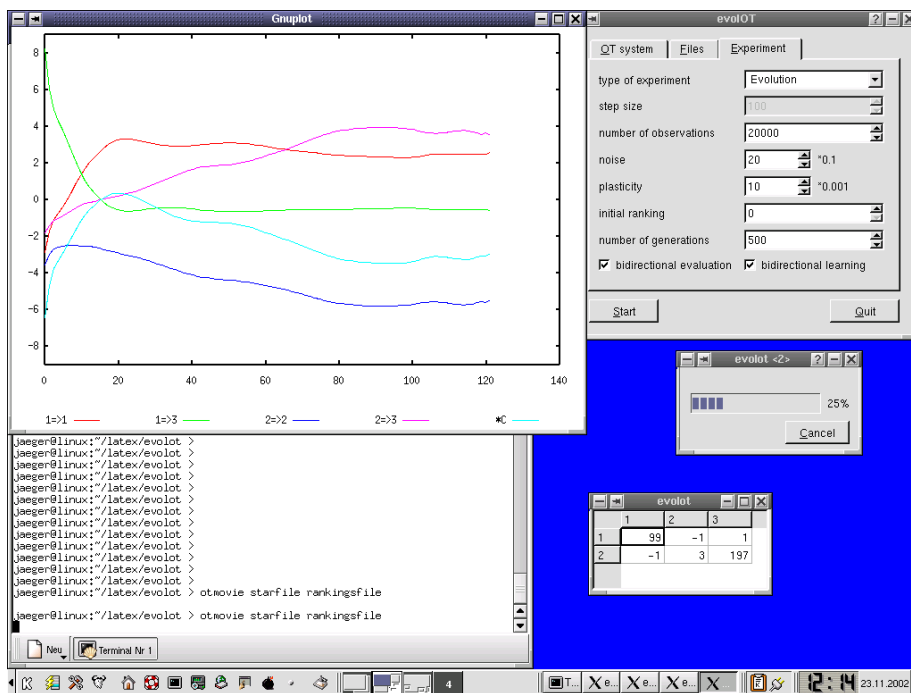 Gnuplot
8
4
2
0
-2
-4
-6
-8
0 20 40 60 80 100 120 140
1=>1 1=>3 2=>2 2=>3 *C
evolOT
OT system Files Experiment
type of experiment Evolution
step size 100
number of observations 20000
noise 20 *0.1
plasticity 10 *0.001
initial ranking 0
number of generations 500
bidirectional evaluation bidirectional learning
Start Quit
evolot <2>
25%
Cancel
evolot
1 2 3
1 99 -1 1
2 -1 3 197
jaeger@linux:~/latex/evolot >
jaeger@linux:~/latex/evolot >
jaeger@linux:~/latex/evolot >
jaeger@linux:~/latex/evolot >
jaeger@linux:~/latex/evolot >
jaeger@linux:~/latex/evolot >
jaeger@linux:~/latex/evolot >
jaeger@linux:~/latex/evolot >
jaeger@linux:~/latex/evolot >
jaeger@linux:~/latex/evolot >
jaeger@linux:~/latex/evolot >
jaeger@linux:~/latex/evolot >
jaeger@linux:~/latex/evolot >
jaeger@linux:~/latex/evolot > otmovie starfile rankingsfile
jaeger@linux:~/latex/evolot > otmovie starfile rankingsfile
Neu Terminal Nr 1
4 T... e... e... e... 12:14 23.11.2002